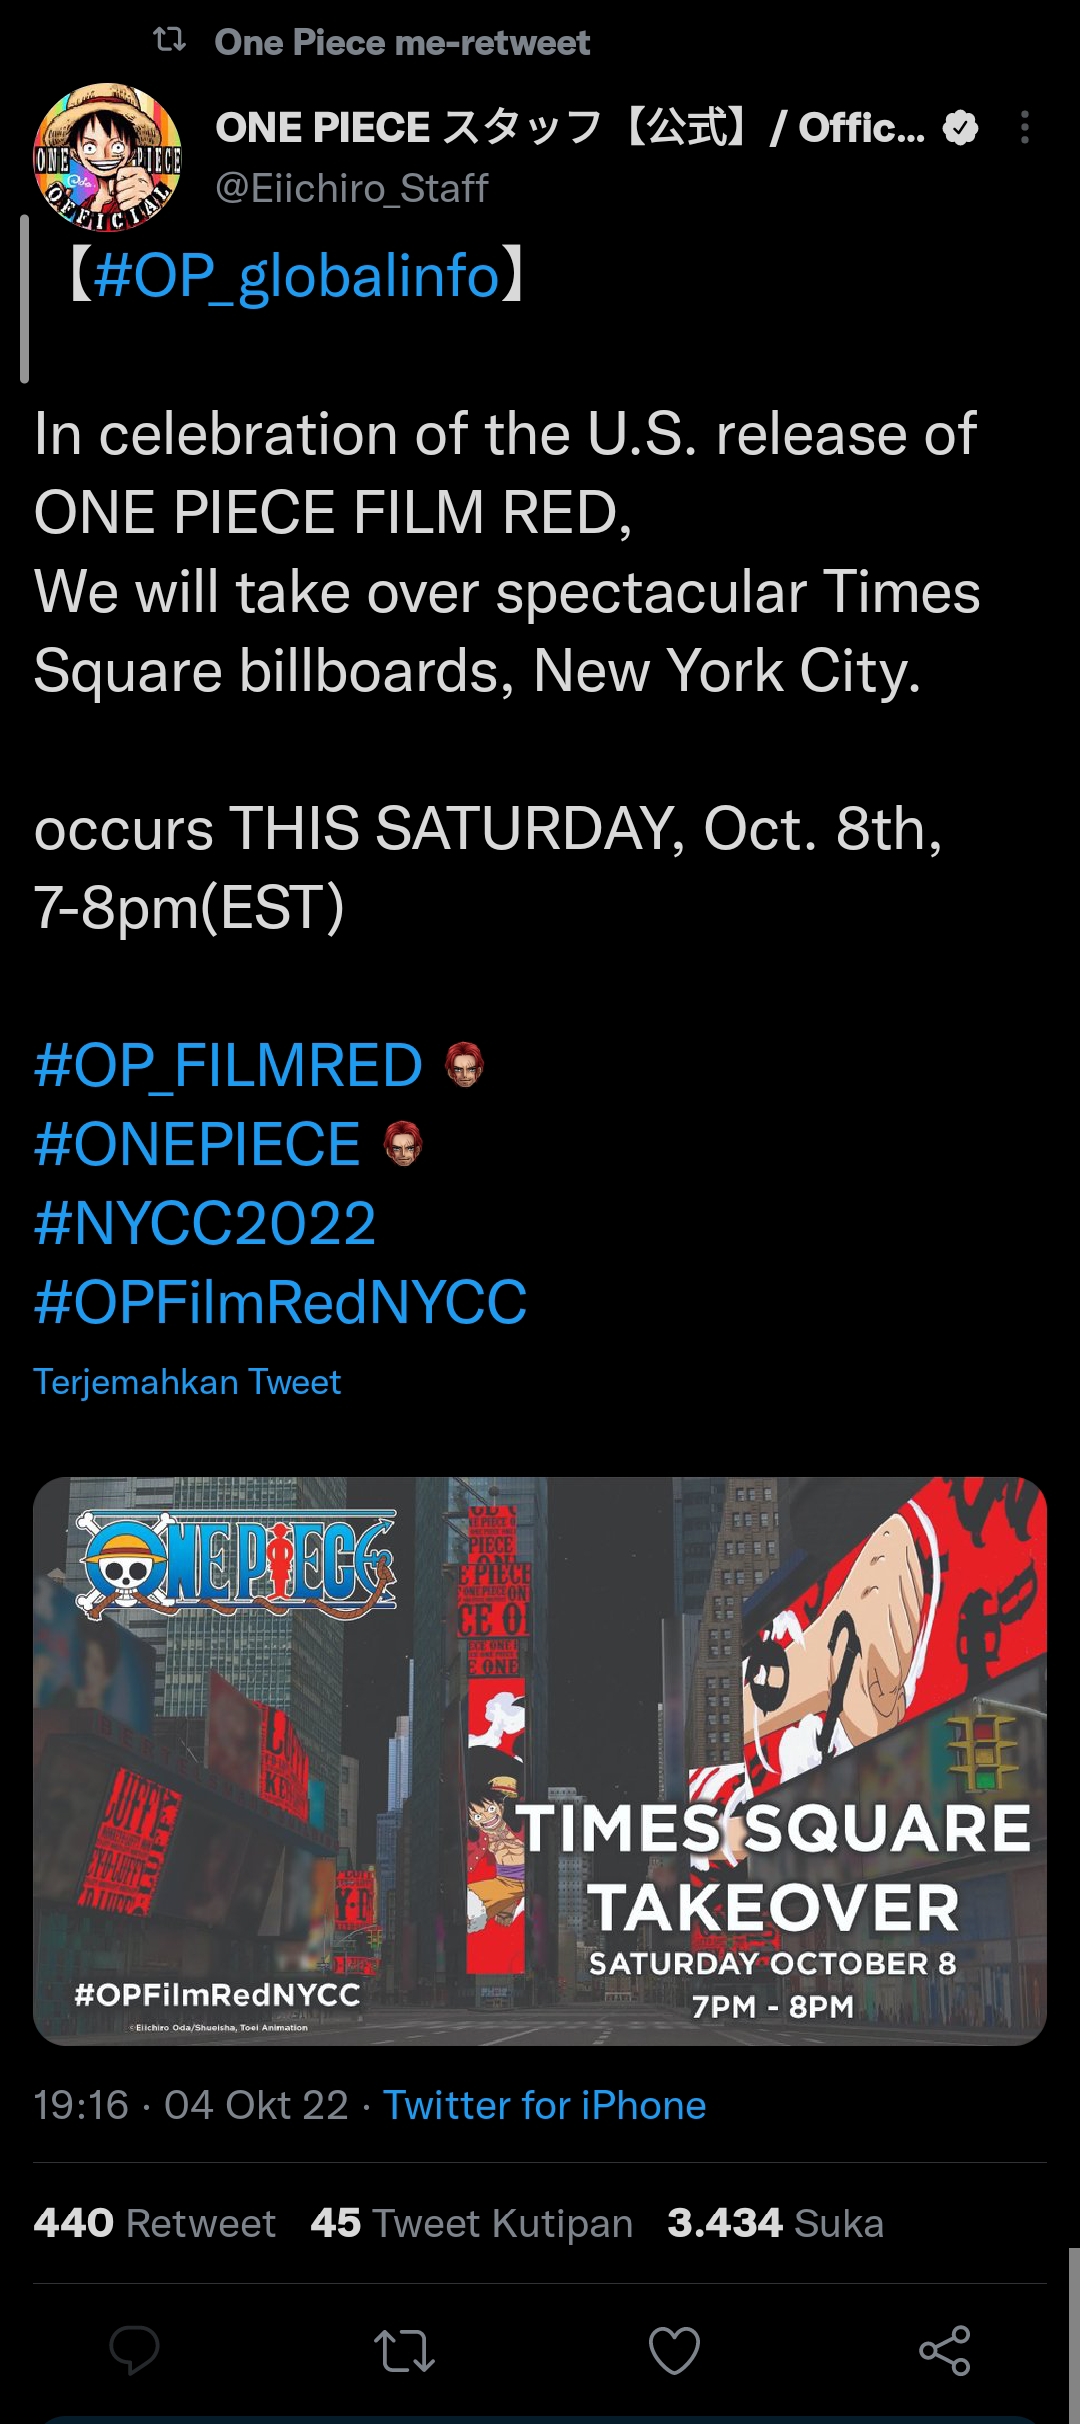 One Piece me-retweet
ONE PIECE スタッフ【公式】/ Offic...
@Eiichiro_Staff
【#OP_globalinfo】
In celebration of the U.S. release of
ONE PIECE FILM RED,
We will take over spectacular Times
Square billboards, New York City.
occurs THIS SATURDAY, Oct. 8th,
7-8pm(EST)
#OP_FILMRED
#ONEPIECE
#NYCC2022
#OPFilmRedNYCC
Terjemahkan Tweet
ONE PIECE
TIMES SQUARE
TAKEOVER
SATURDAY OCTOBER 8
7PM - 8PM
#OPFilmRedNYCC
©Eiichiro Oda/Shueisha, Toei Animation
19:16 · 04 Okt 22 · Twitter for iPhone
440 Retweet 45 Tweet Kutipan 3.434 Suka